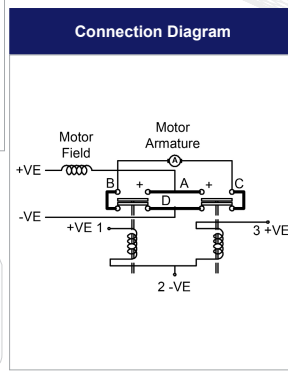 Connection Diagram
Motor
Armature
Motor
Field
A
+VE
B
+
A
+
C
D
-VE
+VE 1
3 +VE
2 -VE